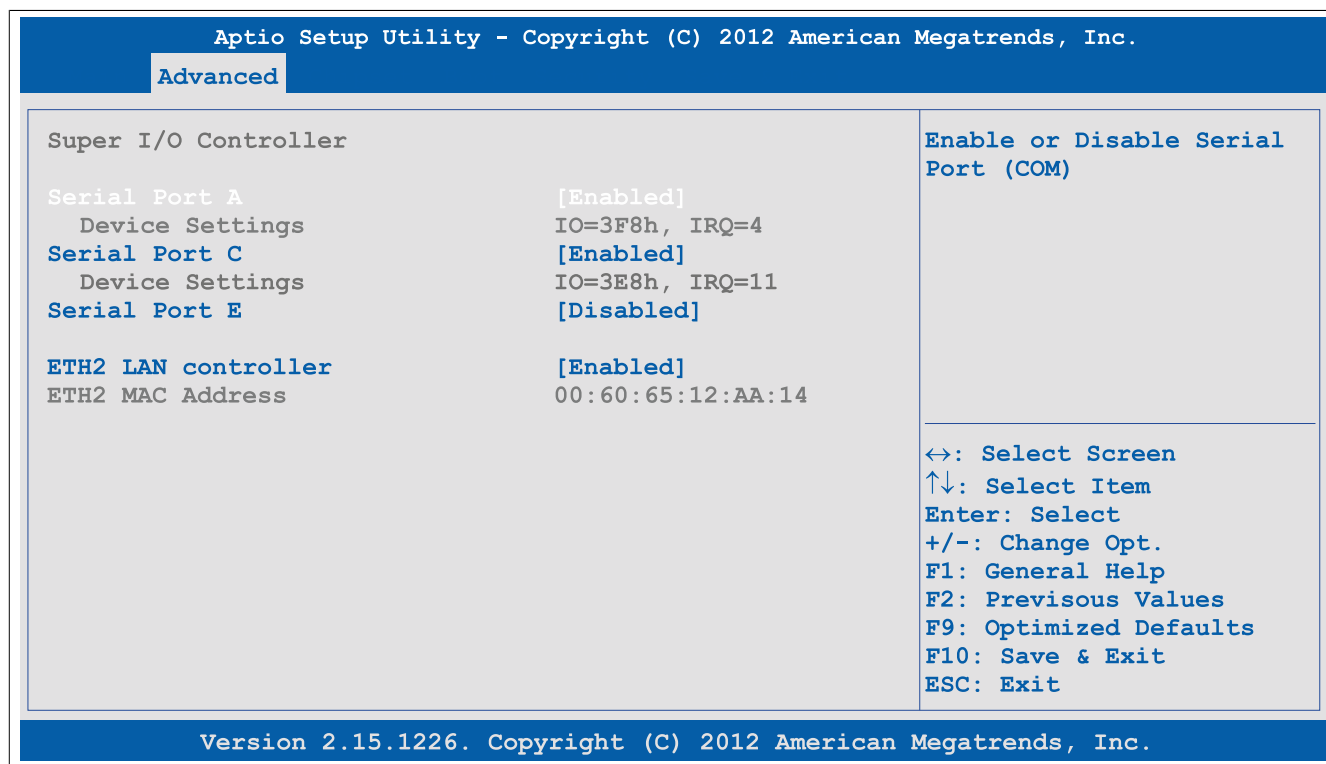 Aptio Setup Utility - Copyright (C) 2012 American Megatrends, Inc.
Advanced
Super I/O Controller
Serial Port A [Enabled]
Device Settings IO=3F8h, IRQ=4
Serial Port C [Enabled]
Device Settings IO=3E8h, IRQ=11
Serial Port E [Disabled]
ETH2 LAN controller [Enabled]
ETH2 MAC Address 00:60:65:12:AA:14
Enable or Disable Serial
Port (COM)
↔: Select Screen
↑↓: Select Item
Enter: Select
+/-: Change Opt.
F1: General Help
F2: Previsous Values
F9: Optimized Defaults
F10: Save & Exit
ESC: Exit
Version 2.15.1226. Copyright (C) 2012 American Megatrends, Inc.